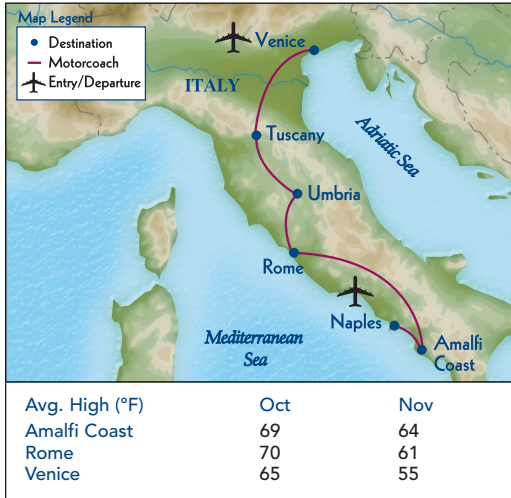 Map Legend
Destination
Motorcoach
Entry/Departure
Venice
ITALY
Tuscany
Adriatic Sea
Umbria
Rome
Naples
Mediterranean
Sea
Amalfi
Coast
Avg. High (°F) Oct Nov
Amalfi Coast 69 64
Rome 70 61
Venice 65 55